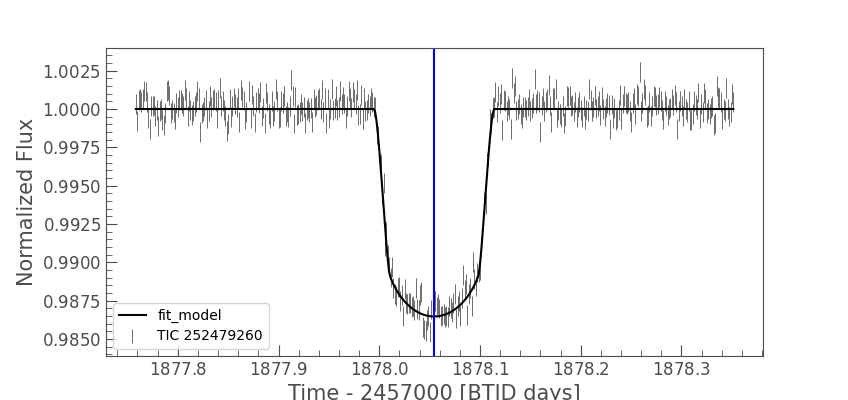 1.0025
1.0000
0.9975
0.9950
0.9925
0.9900
0.9875
0.9850
Normalized Flux
fit_model
TIC 252479260
1877.8 1877.9 1878.0 1878.1 1878.2 1878.3
Time - 2457000 [BTJD days]